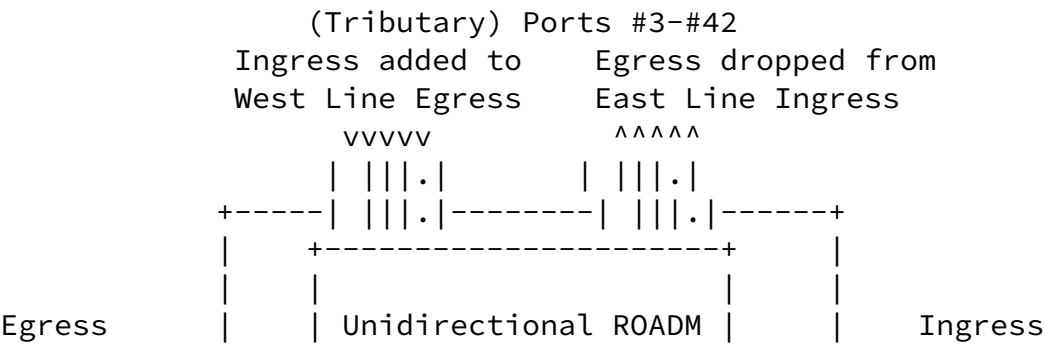 (Tributary) Ports #3-#42
Ingress added to     Egress dropped from
West Line Egress     East Line Ingress
vvvvv          ^^^^^
| |||.|        | |||.|
+-----| |||.|--------| |||.|------+
|    +----------------------+     |
|    |                      |     |
Egress        |    | Unidirectional ROADM |     |    Ingress